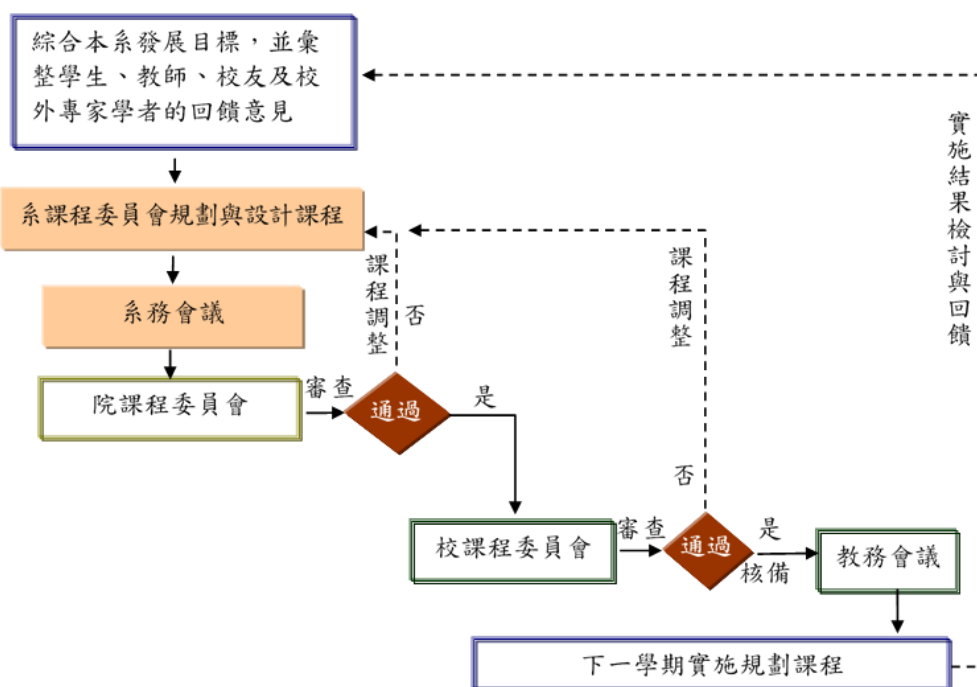 綜合本系發展目標，並彙
整學生、教師、校友及校
外專家學者的回饋意見
實施結果檢討與回饋
系課程委員會規劃與設計課程
課程調整
否
課程調整
系務會議
院課程委員會
審查
通過
是
否
校課程委員會
審查
通過
是
核備
教務會議
下一學期實施規劃課程